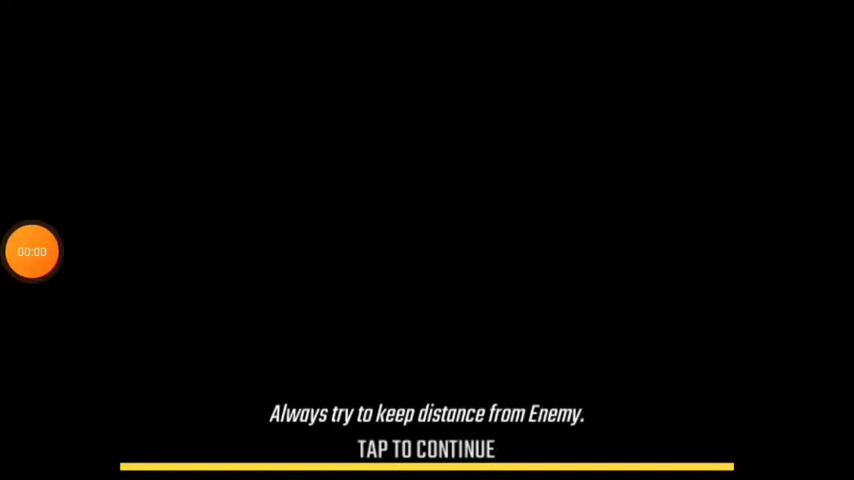 00:00
Always try to keep distance from Enemy.
TAP TO CONTINUE